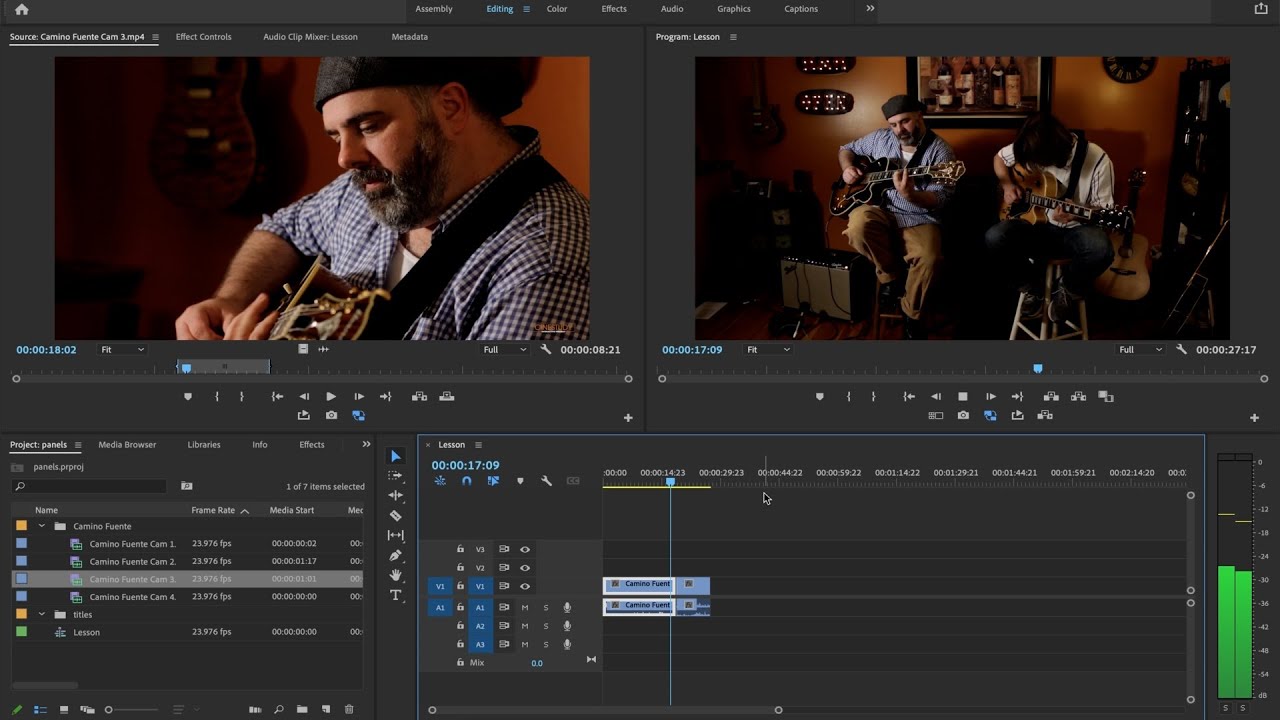 Assembly Editing Color Effects Audio Graphics Captions
Source: Camino Fuente Cam 3.mp4 Effect Controls Audio Clip Mixer: Lesson Metadata
Program: Lesson
CINESTUDY
00:00:18:02 Fit Full 00:00:08:21
00:00:17:09 Fit Full 00:00:27:17
Project: panels Media Browser Libraries Info Effects
panels.prproj
1 of 7 items selected
Name Frame Rate Media Start Me
Camino Fuente
Camino Fuente Cam 1. 23.976 fps 00:00:00:02 00:
Camino Fuente Cam 2. 23.976 fps 00:00:01:17 00:
Camino Fuente Cam 3. 23.976 fps 00:00:01:01 00:
Camino Fuente Cam 4. 23.976 fps 00:00:00:00 00:
titles
Lesson 23.976 fps 00:00:00:00 00:
T
× Lesson
00:00:17:09
:00:00 00:00:14:23 00:00:29:23 00:00:44:22 00:00:59:22 00:01:14:22 00:01:29:21 00:01:44:21 00:01:59:21 00:02:14:20 00:0
V3
V2
V1 V1 Camino Fuent
A1 A1 M S Camino Fuent
A2 M S
A3 M S
Mix 0.0
0
-6
-12
-18
-24
-30
-36
-42
-48
-54
dB
S S